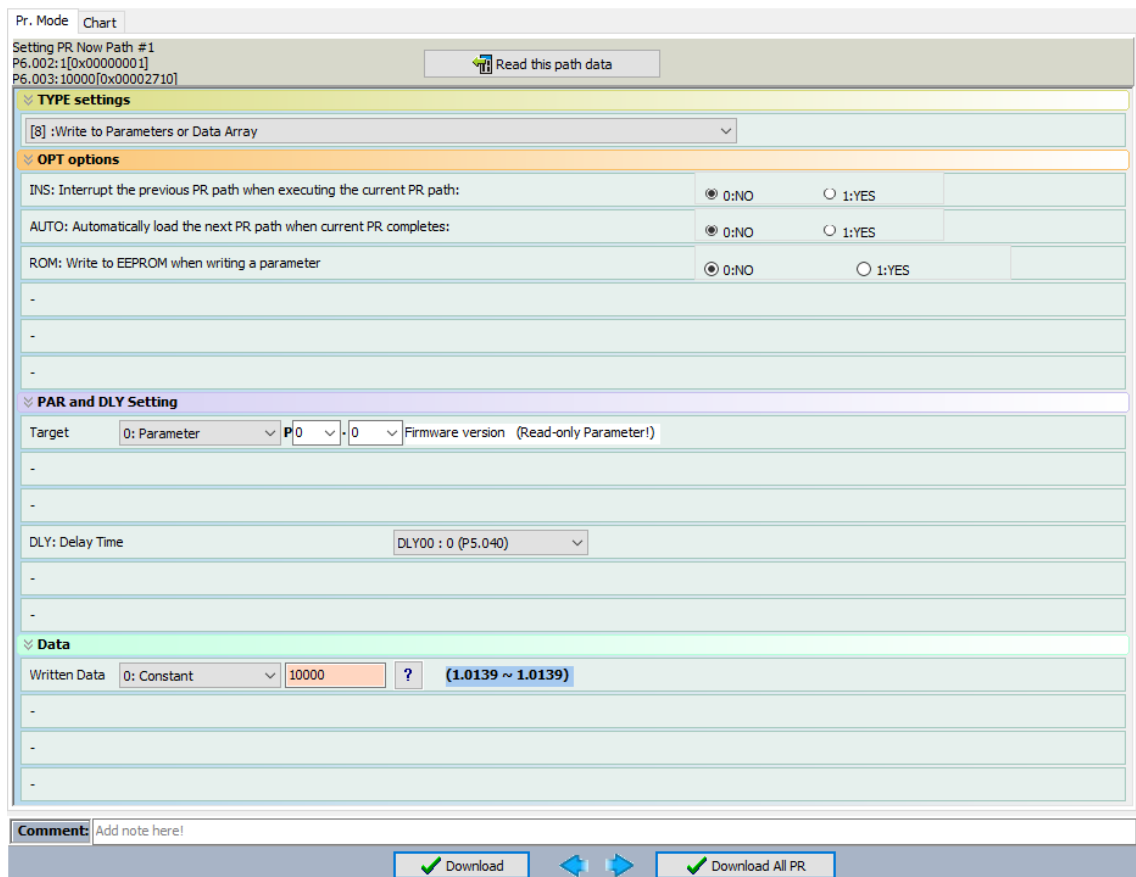 Pr. Mode Chart
Setting PR Now Path #1
P6.002:1[0x00000001]
P6.003:10000[0x00002710]
Read this path data
TYPE settings
[8] :Write to Parameters or Data Array
OPT options
INS: Interrupt the previous PR path when executing the current PR path: 0:NO 1:YES
AUTO: Automatically load the next PR path when current PR completes: 0:NO 1:YES
ROM: Write to EEPROM when writing a parameter 0:NO 1:YES
-
-
-
PAR and DLY Setting
Target 0: Parameter P 0 . 0 Firmware version (Read-only Parameter!)
-
-
DLY: Delay Time DLY00 : 0 (P5.040)
-
-
Data
Written Data 0: Constant 10000 ? (1.0139 ~ 1.0139)
-
-
-
Comment: Add note here!
Download Download All PR